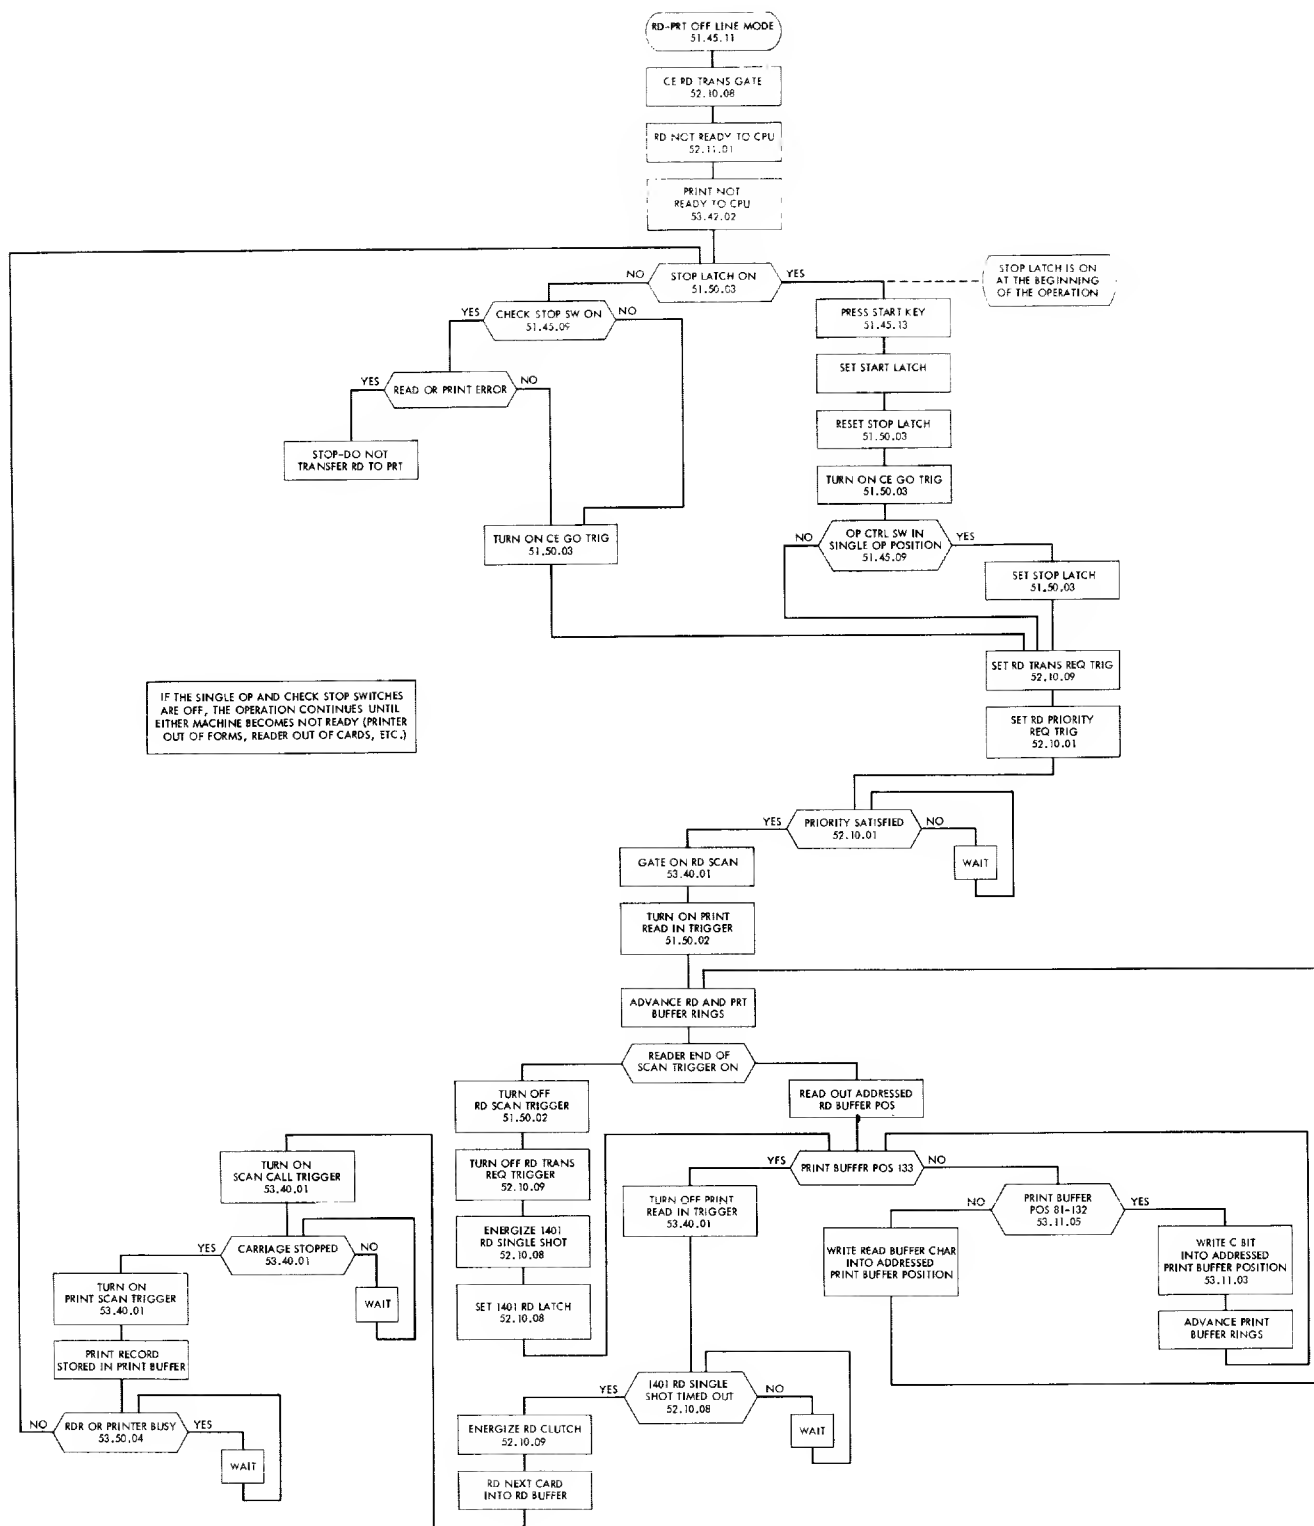 RD-PRT OFF LINE MODE
51.45.11
CE RD TRANS GATE
52.10.08
RD NOT READY TO CPU
52.11.01
PRINT NOT
READY TO CPU
53.42.02
NO
STOP LATCH ON
51.50.03
YES
STOP LATCH IS ON
AT THE BEGINNING
OF THE OPERATION
YES
CHECK STOP SW ON
51.45.09
NO
PRESS START KEY
51.45.13
SET START LATCH
YES
READ OR PRINT ERROR
NO
RESET STOP LATCH
51.50.03
STOP-DO NOT
TRANSFER RD TO PRT
TURN ON CE GO TRIG
51.50.03
TURN ON CE GO TRIG
51.50.03
NO
OP CTRL SW IN
SINGLE OP POSITION
51.45.09
YES
SET STOP LATCH
51.50.03
SET RD TRANS REQ TRIG
52.10.09
IF THE SINGLE OP AND CHECK STOP SWITCHES
ARE OFF, THE OPERATION CONTINUES UNTIL
EITHER MACHINE BECOMES NOT READY (PRINTER
OUT OF FORMS, READER OUT OF CARDS, ETC.)
SET RD PRIORITY
REQ TRIG
52.10.01
YES
PRIORITY SATISFIED
52.10.01
NO
WAIT
GATE ON RD SCAN
53.40.01
TURN ON PRINT
READ IN TRIGGER
51.50.02
ADVANCE RD AND PRT
BUFFER RINGS
READER END OF
SCAN TRIGGER ON
TURN OFF
RD SCAN TRIGGER
51.50.02
READ OUT ADDRESSED
RD BUFFER POS
TURN ON
SCAN CALL TRIGGER
53.40.01
TURN OFF RD TRANS
REQ TRIGGER
52.10.09
YES
PRINT BUFFER POS 133
NO
TURN OFF PRINT
READ IN TRIGGER
53.40.01
NO
PRINT BUFFER
POS 81-132
53.11.05
YES
YES
CARRIAGE STOPPED
53.40.01
NO
ENERGIZE 1401
RD SINGLE SHOT
52.10.08
WRITE READ BUFFER CHAR
INTO ADDRESSED
PRINT BUFFER POSITION
WRITE C BIT
INTO ADDRESSED
PRINT BUFFER POSITION
53.11.03
TURN ON
PRINT SCAN TRIGGER
53.40.01
WAIT
SET 1401 RD LATCH
52.10.08
ADVANCE PRINT
BUFFER RINGS
PRINT RECORD
STORED IN PRINT BUFFER
YES
1401 RD SINGLE
SHOT TIMED OUT
52.10.08
NO
NO
RDR OR PRINTER BUSY
53.50.04
YES
ENERGIZE RD CLUTCH
52.10.09
WAIT
WAIT
RD NEXT CARD
INTO RD BUFFER